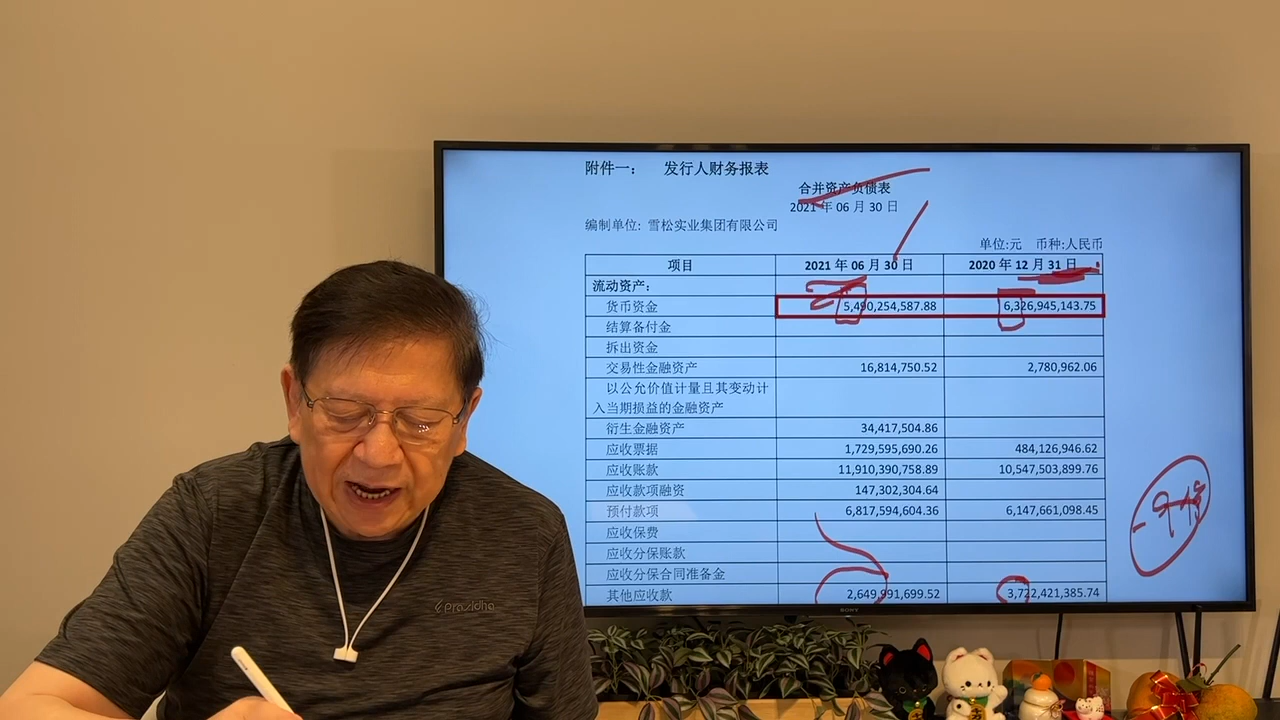 附件一： 发行人财务报表
合并资产负债表
2021 年 06 月 30 日
编制单位: 雪松实业集团有限公司
单位:元 币种:人民币
项目 2021 年 06 月 30 日 2020 年 12 月 31 日
流动资产：
货币资金 5,490,254,587.88 6,326,945,143.75
结算备付金
拆出资金
交易性金融资产 16,814,750.52 2,780,962.06
以公允价值计量且其变动计
入当期损益的金融资产
衍生金融资产 34,417,504.86
应收票据 1,729,595,690.26 484,126,946.62
应收账款 11,910,390,758.89 10,547,503,899.76
应收款项融资 147,302,304.64
预付款项 6,817,594,604.36 6,147,661,098.45
应收保费
应收分保账款
应收分保合同准备金
其他应收款 2,649,991,699.52 3,722,421,385.74
SONY